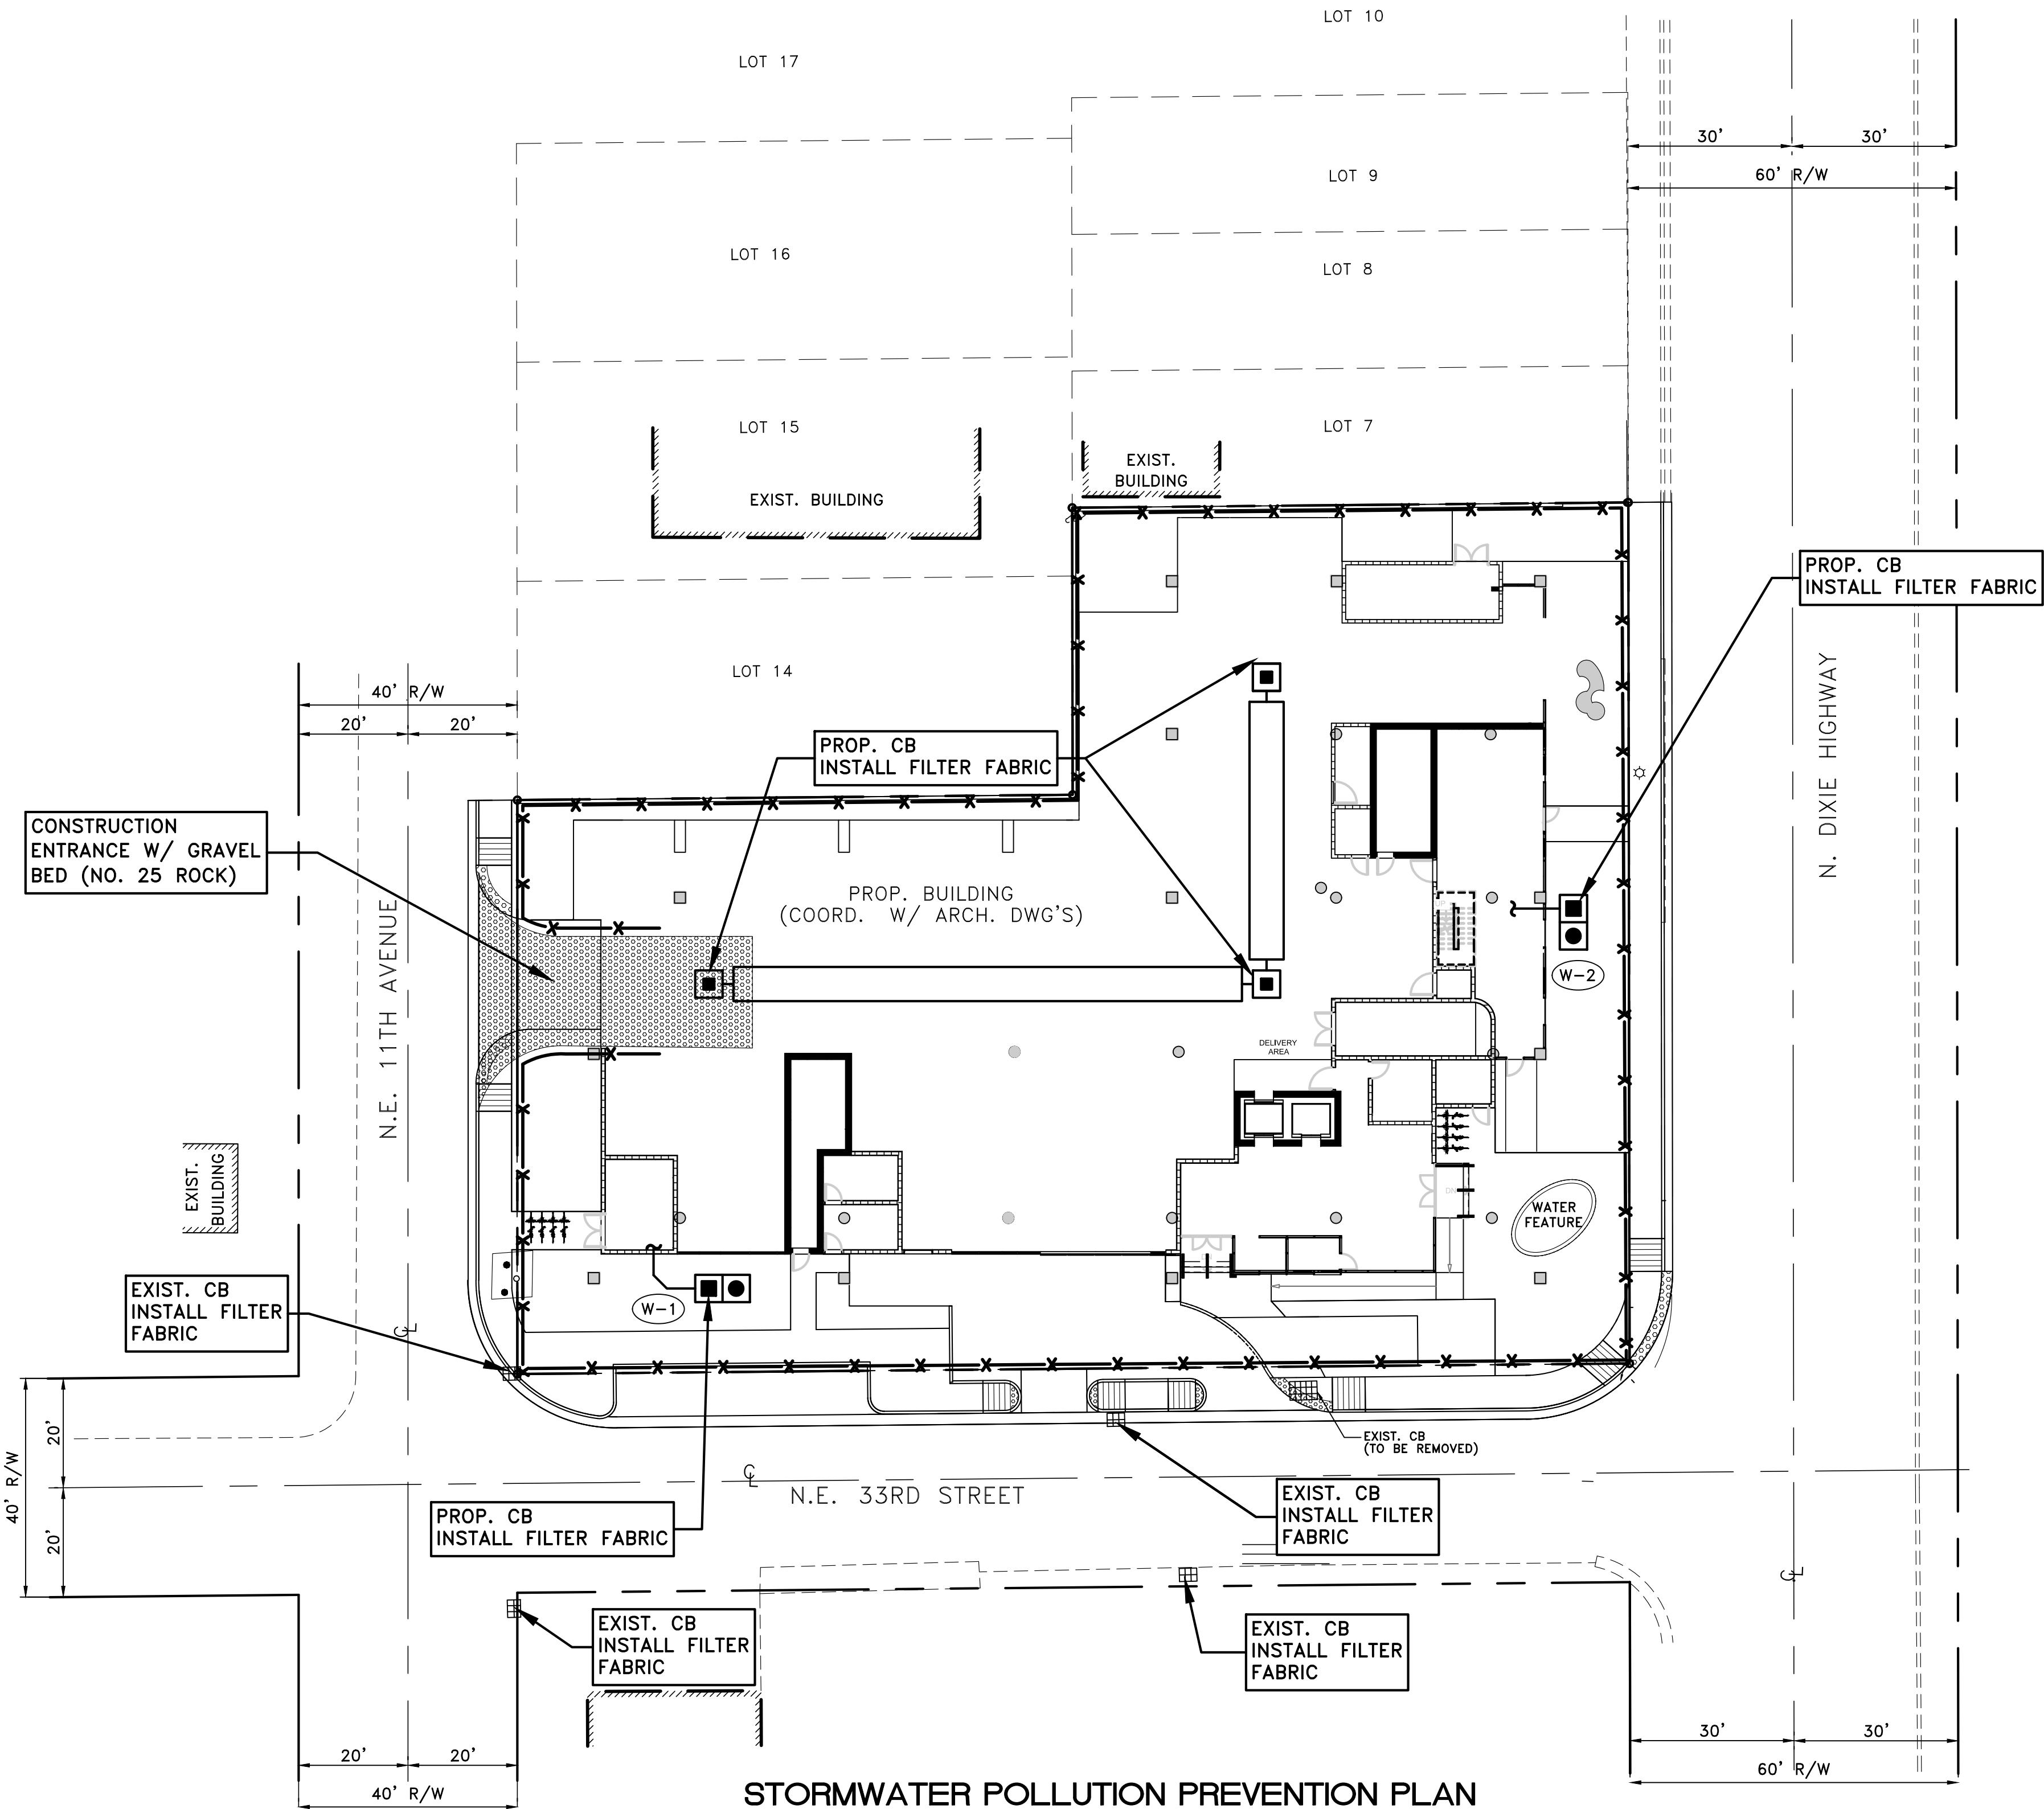 LOT 10
LOT 17
30'
30'
60' R/W
LOT 9
LOT 16
LOT 8
LOT 15
LOT 7
EXIST.
BUILDING
EXIST. BUILDING
PROP. CB
INSTALL FILTER FABRIC
LOT 14
40' R/W
20'
20'
N. DIXIE HIGHWAY
PROP. CB
INSTALL FILTER FABRIC
CONSTRUCTION
ENTRANCE W/ GRAVEL
BED (NO. 25 ROCK)
PROP. BUILDING
(COORD. W/ ARCH. DWG'S)
N.E. 11TH AVENUE
W-2
DELIVERY
AREA
EXIST.
BUILDING
WATER
FEATURE
EXIST. CB
INSTALL FILTER
FABRIC
W-1
CL
EXIST. CB
(TO BE REMOVED)
20'
40' R/W
20'
CL
N.E. 33RD STREET
PROP. CB
INSTALL FILTER FABRIC
EXIST. CB
INSTALL FILTER
FABRIC
CL
EXIST. CB
INSTALL FILTER
FABRIC
EXIST. CB
INSTALL FILTER
FABRIC
30'
30'
60' R/W
20'
20'
40' R/W
STORMWATER POLLUTION PREVENTION PLAN